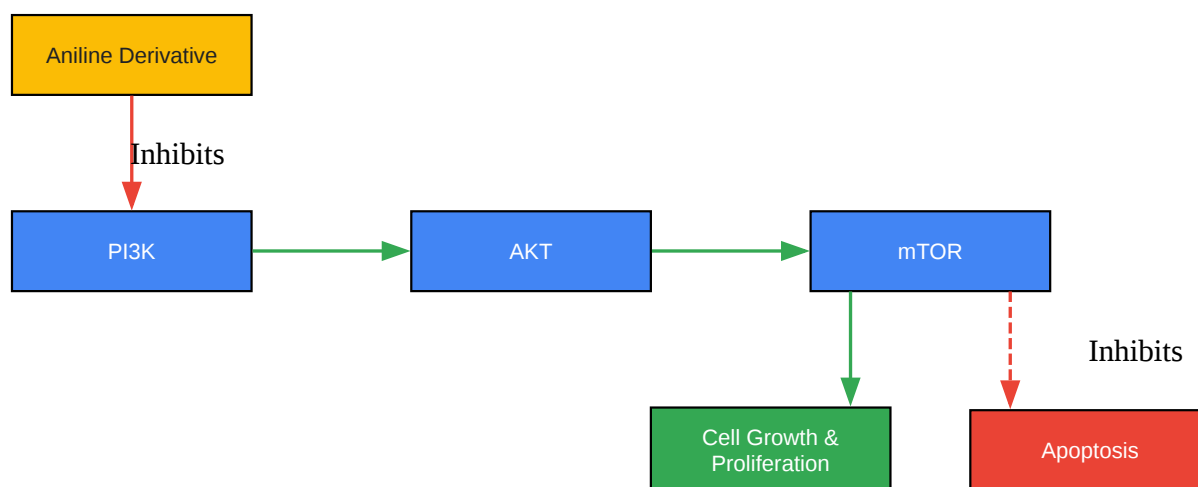 Aniline Derivative
Inhibits
PI3K
AKT
mTOR
Inhibits
Cell Growth &
Proliferation
Apoptosis